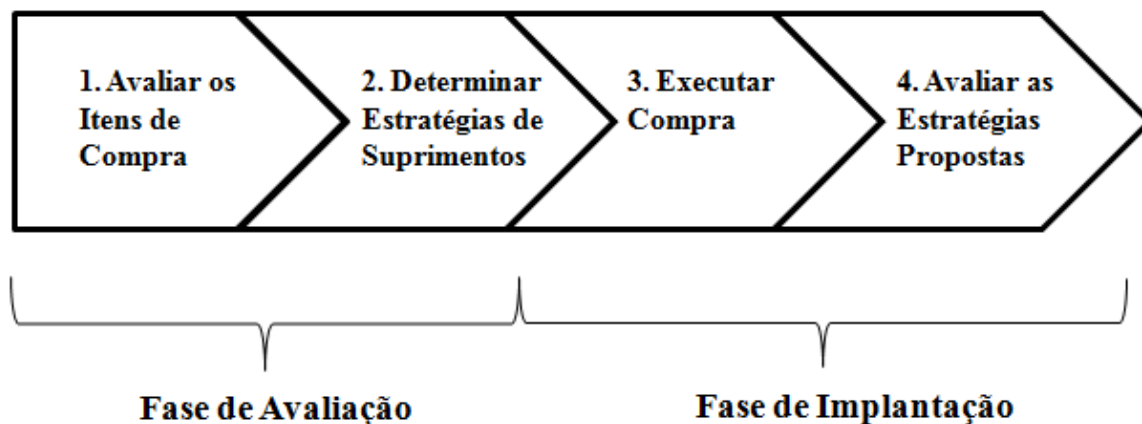 1. Avaliar os
Itens de
Compra
2. Determinar
Estratégias de
Suprimentos
3. Executar
Compra
4. Avaliar as
Estratégias
Propostas
Fase de Avaliação
Fase de Implantação